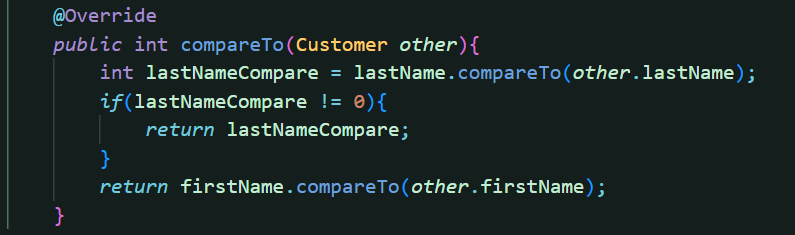 @Override
public int compareTo(Customer other){
int lastNameCompare = lastName.compareTo(other.lastName);
if(lastNameCompare != 0){
return lastNameCompare;
}
return firstName.compareTo(other.firstName);
}